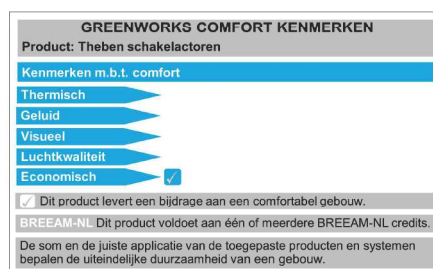 GREENWORKS COMFORT KENMERKEN
Product: Theben schakelactoren
Kenmerken m.b.t. comfort
Thermisch
Geluid
Visueel
Luchtkwaliteit
Economisch
Dit product levert een bijdrage aan een comfortabel gebouw.
BREEAM-NL Dit product voldoet aan één of meerdere BREEAM-NL credits.
De som en de juiste applicatie van de toegepaste producten en systemen
bepalen de uiteindelijke duurzaamheid van een gebouw.